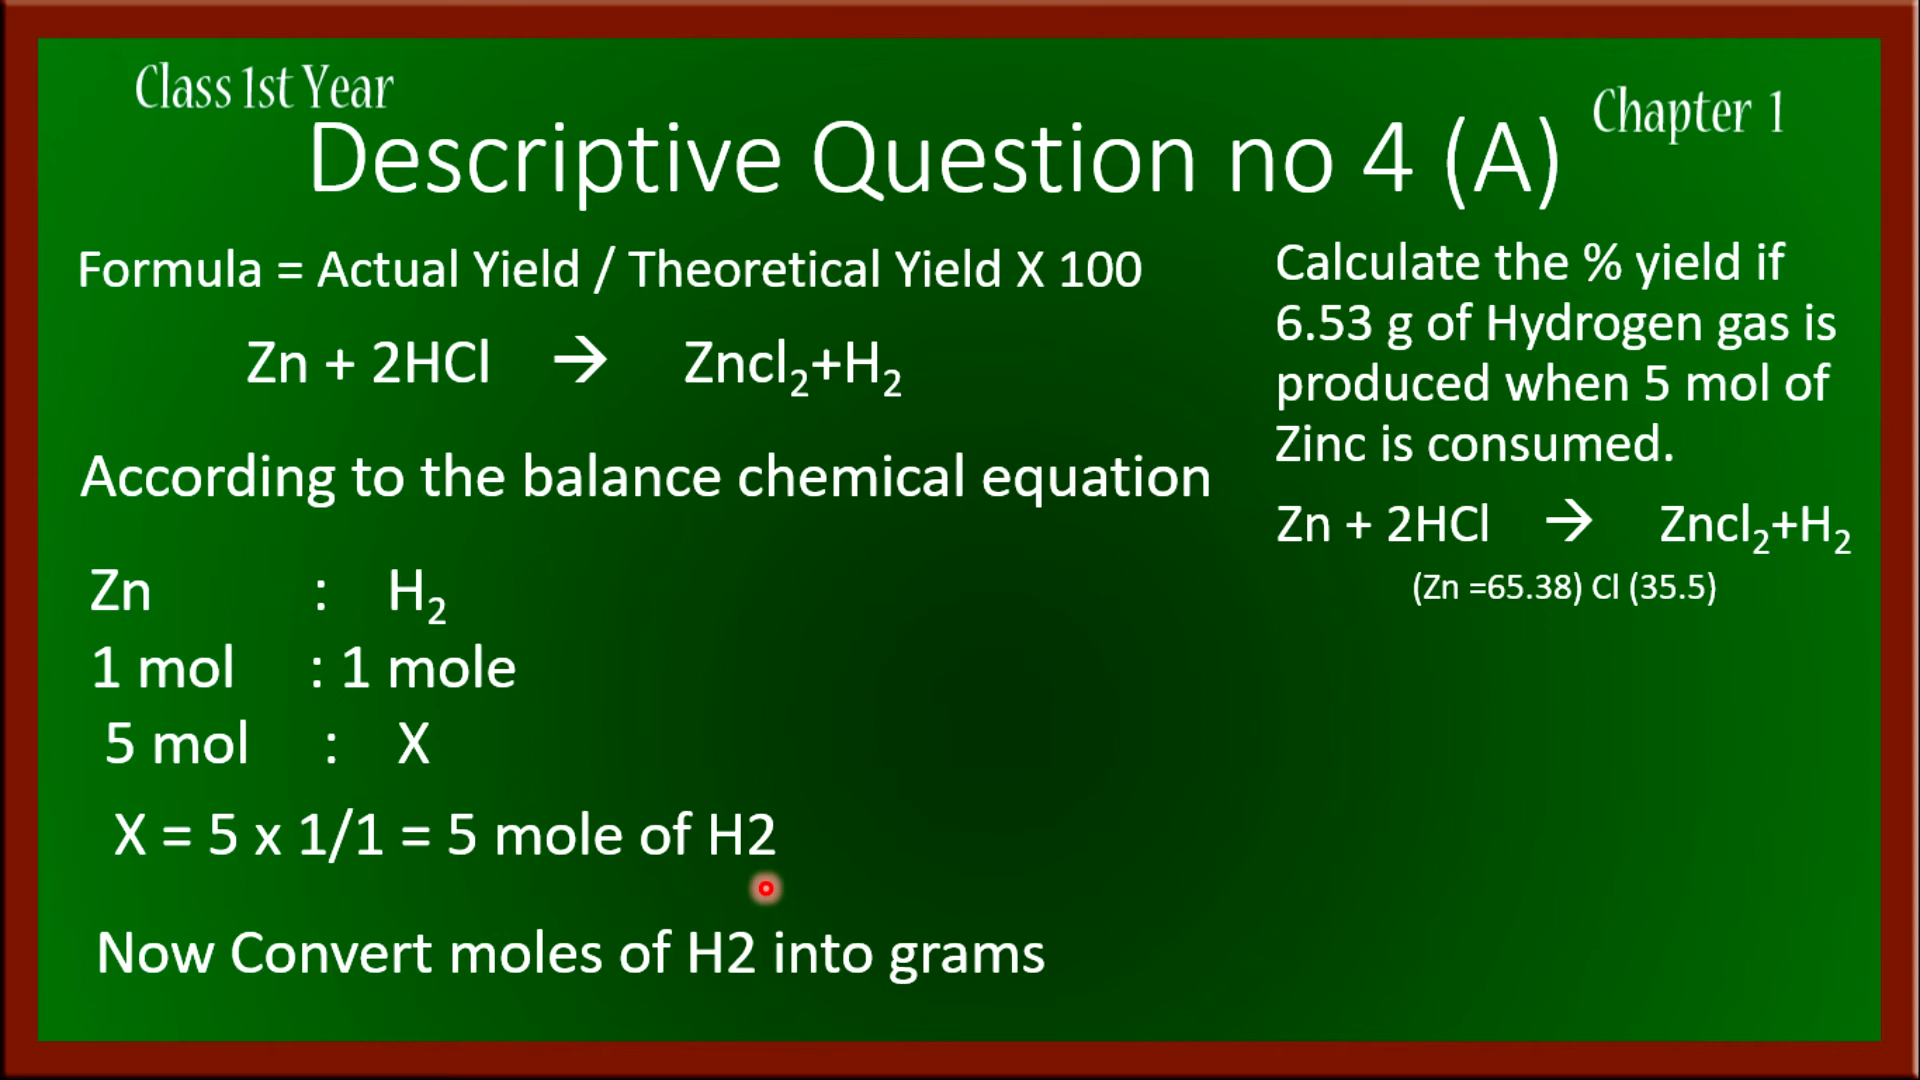 Class 1st Year
Chapter 1
Descriptive Question no 4 (A)
Formula = Actual Yield / Theoretical Yield X 100
Zn + 2HCl → Zncl₂+H₂
According to the balance chemical equation
Zn : H₂
1 mol : 1 mole
5 mol : X
X = 5 x 1/1 = 5 mole of H2
Now Convert moles of H2 into grams
Calculate the % yield if
6.53 g of Hydrogen gas is
produced when 5 mol of
Zinc is consumed.
Zn + 2HCl → Zncl₂+H₂
(Zn =65.38) Cl (35.5)